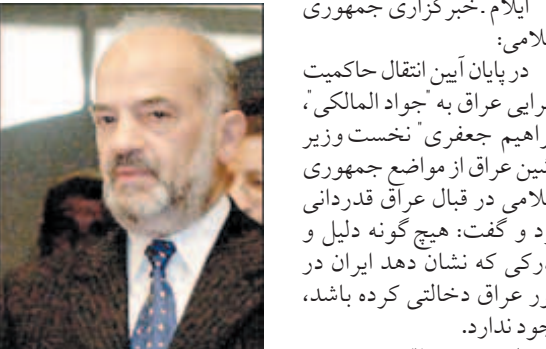 ایلام ـ خبرگزاری جمهوری
لامی:
در پایان آیین انتقال حاکمیت
رایی عراق به "جواد المالکی"،
راهیم جعفری" نخست وزیر
شین عراق از مواضع جمهوری
لامی در قبال عراق قدردانی
ود و گفت: هیچ گونه دلیل و
درکی که نشان دهد ایران در
ور عراق دخالتی کرده باشد،
جود ندارد.